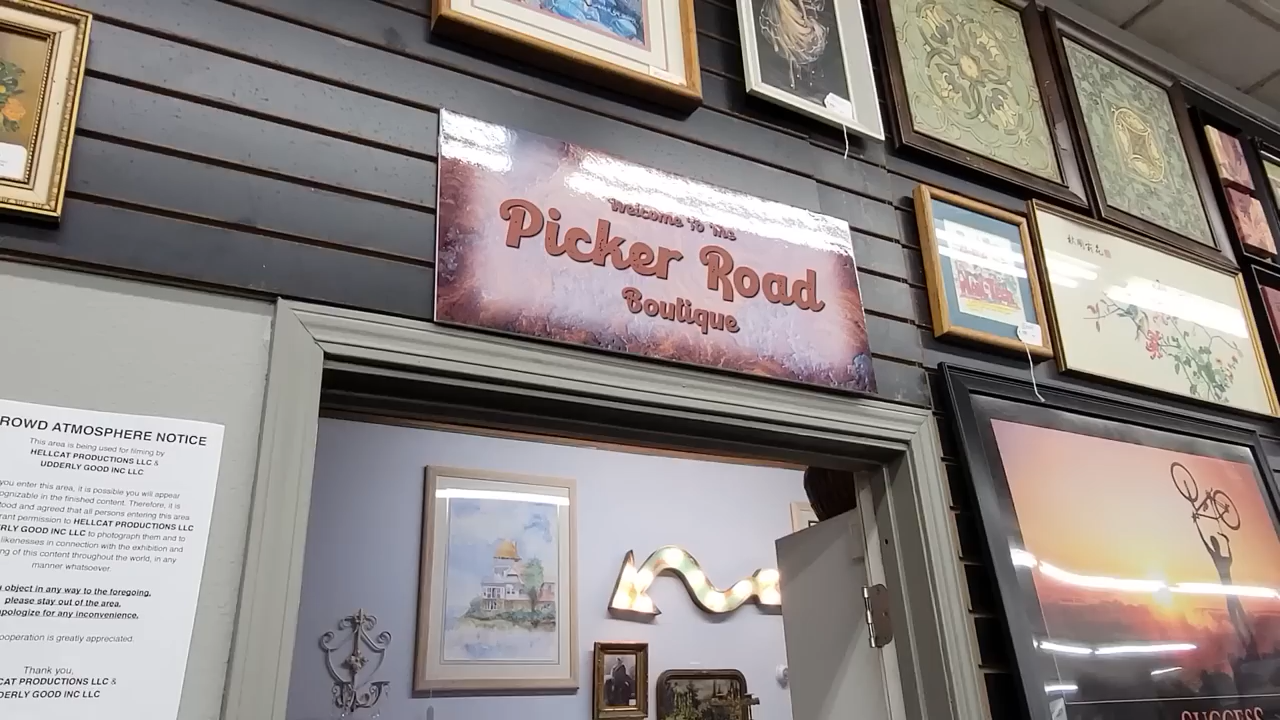 Welcome To The
Picker Road
Boutique
ROWD ATMOSPHERE NOTICE
This area is being used for filming by
HELLCAT PRODUCTIONS LLC &
UDDERLY GOOD INC LLC
you enter this area, it is possible you will appear
ognizable in the finished content. Therefore, it is
tood and agreed that all persons entering this area
rant permission to HELLCAT PRODUCTIONS LLC
ERLY GOOD INC LLC to photograph them and to
likenesses in connection with the exhibition and
ng of this content throughout the world, in any
manner whatsoever.
object in any way to the foregoing,
please stay out of the area.
apologize for any inconvenience.
ooperation is greatly appreciated.
Thank you,
CAT PRODUCTIONS LLC &
DERLY GOOD INC LLC